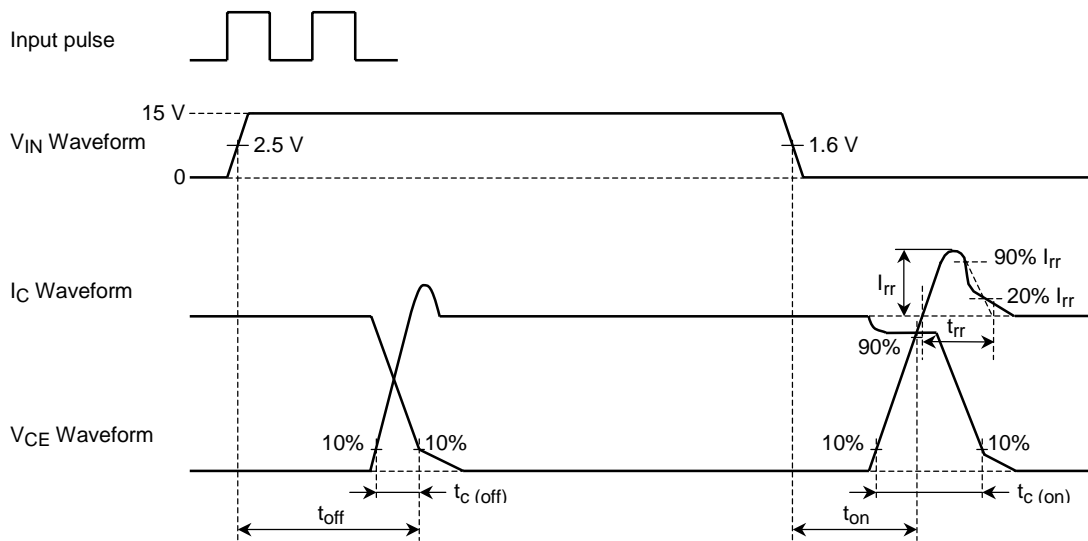 Input pulse
15 V
VIN Waveform
2.5 V
1.6 V
0
90% Irr
IC Waveform
Irr
20% Irr
trr
90%
VCE Waveform
10%
10%
10%
10%
tc (off)
tc (on)
toff
ton